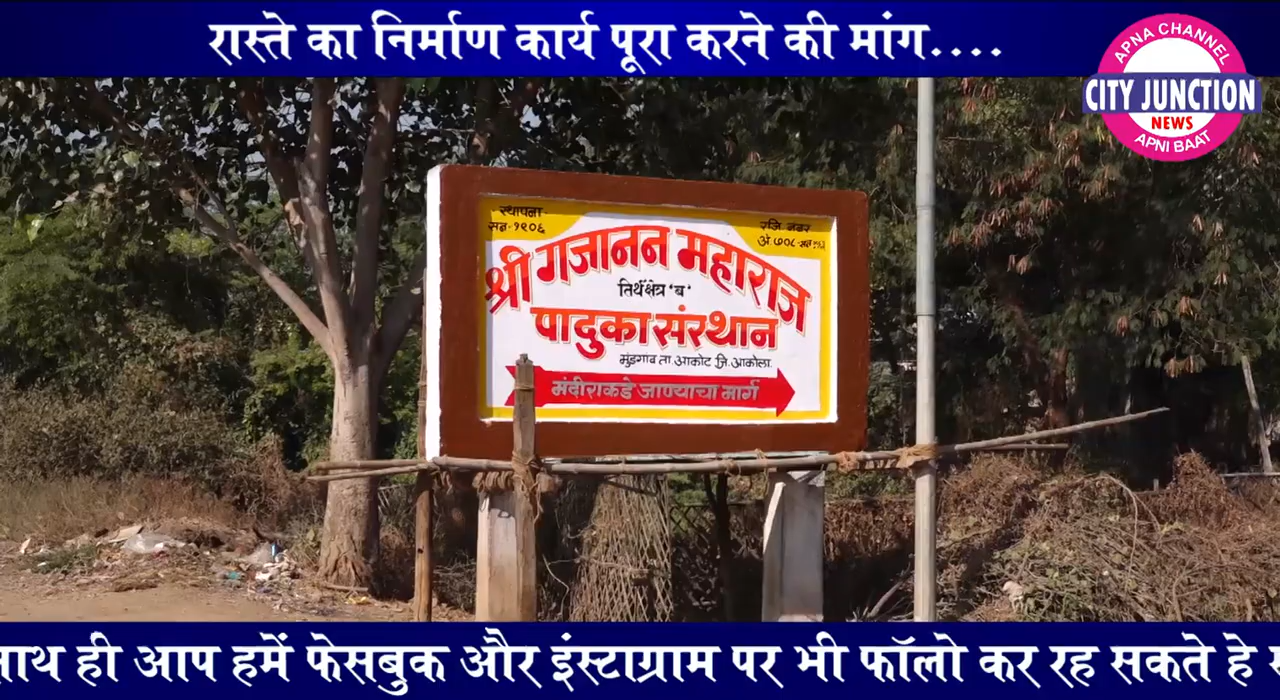 रास्ते का निर्माण कार्य पूरा करने की मांग....
APNA CHANNEL
CITY JUNCTION
NEWS
APNI BAAT
स्थापना
सन-१९०६
रजि नंबर
अे.७०८
श्री गजानन महाराज
तिर्थक्षेत्र 'ब'
पादुका संस्थान
मुंडगांव ता. आकोट जि. आकोला.
मंदीराकडे जाण्याचा मार्ग
ही आप हमें फेसबुक और इंस्टाग्राम पर भी फॉलो कर रह सकते हे